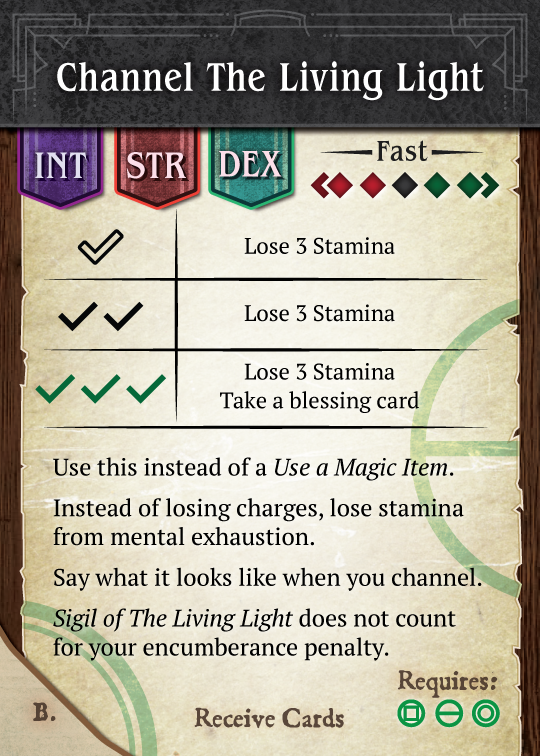 Channel The Living Light
INT STR DEX
Fast
Lose 3 Stamina
Lose 3 Stamina
Lose 3 Stamina
Take a blessing card
Use this instead of a Use a Magic Item.
Instead of losing charges, lose stamina
from mental exhaustion.
Say what it looks like when you channel.
Sigil of The Living Light does not count
for your encumberance penalty.
Requires:
B.
Receive Cards